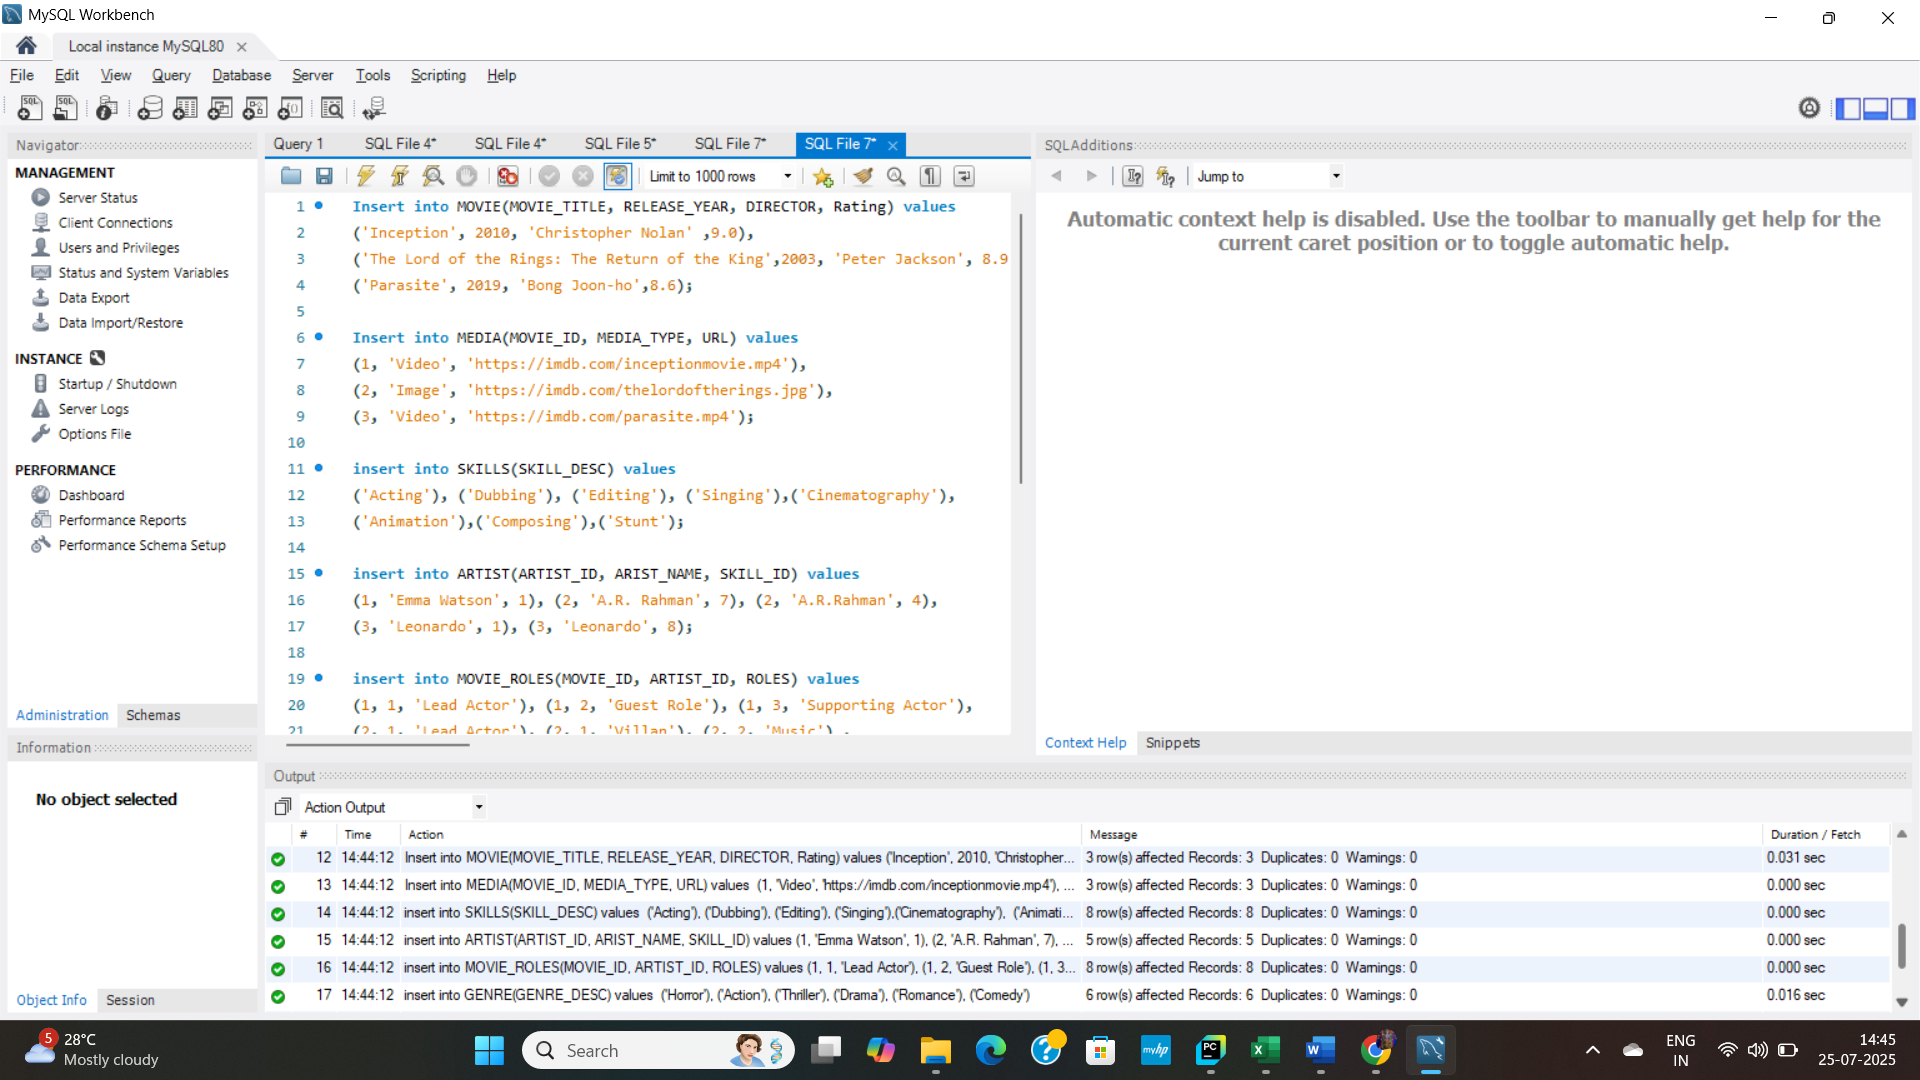 MySQL Workbench
Local instance MySQL80
File Edit View Query Database Server Tools Scripting Help
Navigator
MANAGEMENT
Server Status
Client Connections
Users and Privileges
Status and System Variables
Data Export
Data Import/Restore
INSTANCE
Startup / Shutdown
Server Logs
Options File
PERFORMANCE
Dashboard
Performance Reports
Performance Schema Setup
Administration Schemas
Information
No object selected
Object Info Session
Query 1 SQL File 4* SQL File 4* SQL File 5* SQL File 7* SQL File 7*
Limit to 1000 rows
1 Insert into MOVIE(MOVIE_TITLE, RELEASE_YEAR, DIRECTOR, Rating) values
2 ('Inception', 2010, 'Christopher Nolan' ,9.0),
3 ('The Lord of the Rings: The Return of the King',2003, 'Peter Jackson', 8.9
4 ('Parasite', 2019, 'Bong Joon-ho',8.6);
5
6 Insert into MEDIA(MOVIE_ID, MEDIA_TYPE, URL) values
7 (1, 'Video', 'https://imdb.com/inceptionmovie.mp4'),
8 (2, 'Image', 'https://imdb.com/thelordoftherings.jpg'),
9 (3, 'Video', 'https://imdb.com/parasite.mp4');
10
11 insert into SKILLS(SKILL_DESC) values
12 ('Acting'), ('Dubbing'), ('Editing'), ('Singing'),('Cinematography'),
13 ('Animation'),('Composing'),('Stunt');
14
15 insert into ARTIST(ARTIST_ID, ARIST_NAME, SKILL_ID) values
16 (1, 'Emma Watson', 1), (2, 'A.R. Rahman', 7), (2, 'A.R.Rahman', 4),
17 (3, 'Leonardo', 1), (3, 'Leonardo', 8);
18
19 insert into MOVIE_ROLES(MOVIE_ID, ARTIST_ID, ROLES) values
20 (1, 1, 'Lead Actor'), (1, 2, 'Guest Role'), (1, 3, 'Supporting Actor'),
21 (2, 1, 'Lead Actor'), (2, 1, 'Villan'), (2, 2, 'Music') ,
SQLAdditions
Jump to
Automatic context help is disabled. Use the toolbar to manually get help for the
current caret position or to toggle automatic help.
Context Help Snippets
Output
Action Output
# Time Action Message Duration / Fetch
12 14:44:12 Insert into MOVIE(MOVIE_TITLE, RELEASE_YEAR, DIRECTOR, Rating) values ('Inception', 2010, 'Christopher... 3 row(s) affected Records: 3 Duplicates: 0 Warnings: 0 0.031 sec
13 14:44:12 Insert into MEDIA(MOVIE_ID, MEDIA_TYPE, URL) values (1, 'Video', 'https://imdb.com/inceptionmovie.mp4'), ... 3 row(s) affected Records: 3 Duplicates: 0 Warnings: 0 0.000 sec
14 14:44:12 insert into SKILLS(SKILL_DESC) values ('Acting'), ('Dubbing'), ('Editing'), ('Singing'),('Cinematography'), ('Animati... 8 row(s) affected Records: 8 Duplicates: 0 Warnings: 0 0.000 sec
15 14:44:12 insert into ARTIST(ARTIST_ID, ARIST_NAME, SKILL_ID) values (1, 'Emma Watson', 1), (2, 'A.R. Rahman', 7), ... 5 row(s) affected Records: 5 Duplicates: 0 Warnings: 0 0.000 sec
16 14:44:12 insert into MOVIE_ROLES(MOVIE_ID, ARTIST_ID, ROLES) values (1, 1, 'Lead Actor'), (1, 2, 'Guest Role'), (1, 3... 8 row(s) affected Records: 8 Duplicates: 0 Warnings: 0 0.000 sec
17 14:44:12 insert into GENRE(GENRE_DESC) values ('Horror'), ('Action'), ('Thriller'), ('Drama'), ('Romance'), ('Comedy') 6 row(s) affected Records: 6 Duplicates: 0 Warnings: 0 0.016 sec
5 28°C
Mostly cloudy
Search
myhp
PC
ENG
IN
14:45
25-07-2025